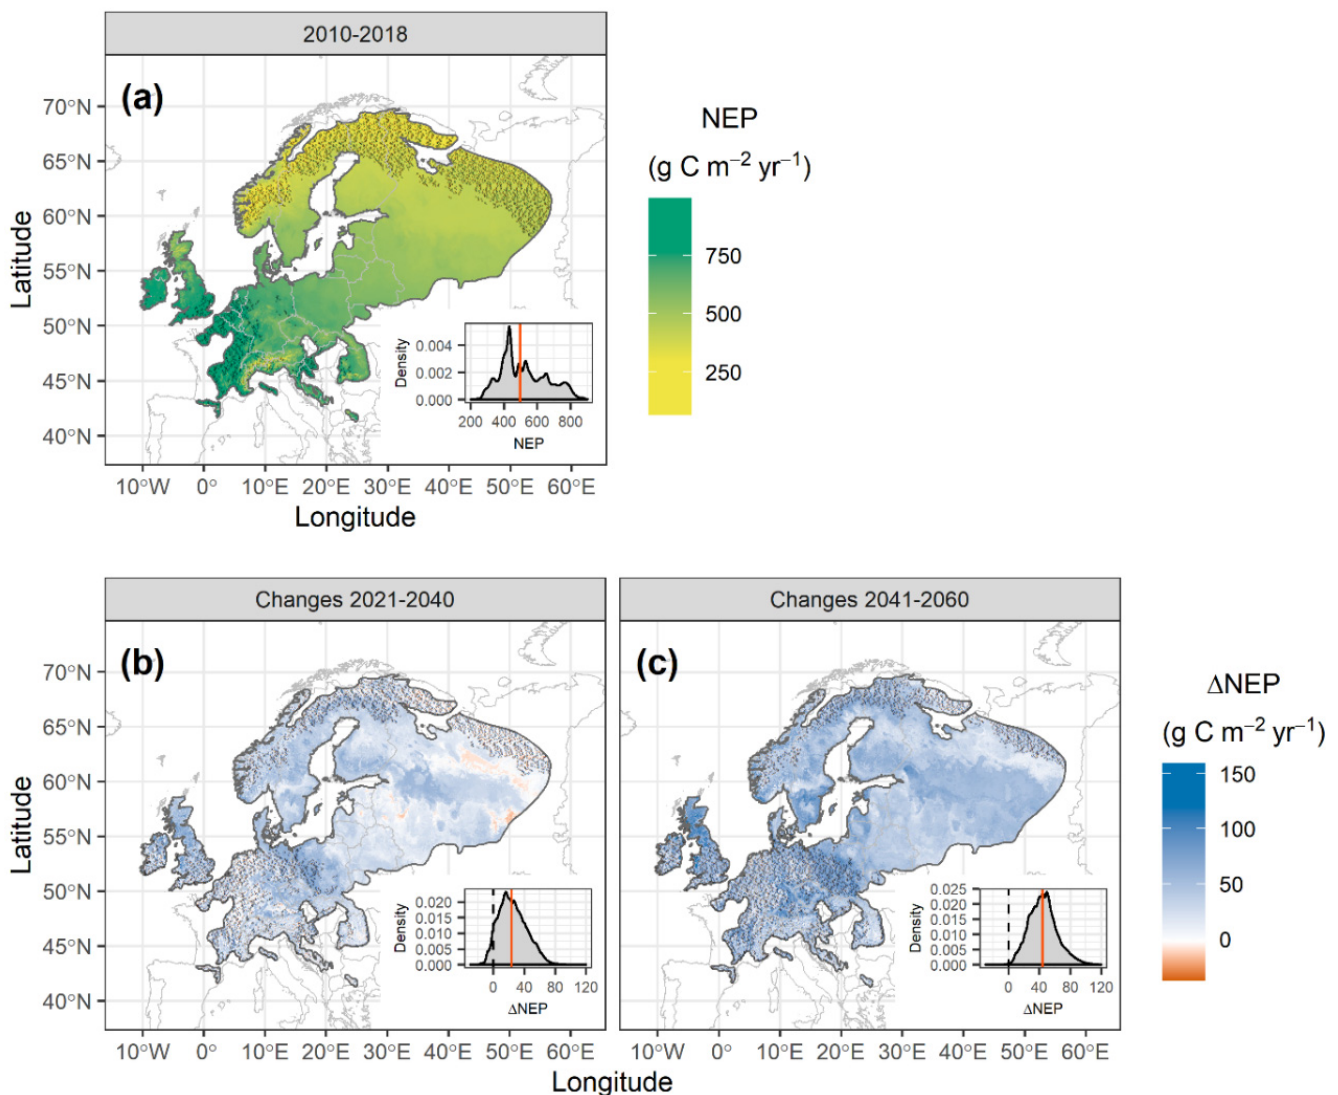 2010-2018
(a)
70°N
65°N
60°N
55°N
50°N
45°N
40°N
Latitude
Density
0.004
0.002
0.000
200 400 600 800
NEP
10°W 0° 10°E 20°E 30°E 40°E 50°E 60°E
Longitude
NEP
(g C m⁻² yr⁻¹)
750
500
250
Changes 2021-2040
(b)
70°N
65°N
60°N
55°N
50°N
45°N
40°N
Latitude
Density
0.020
0.015
0.010
0.005
0.000
0 40 80 120
ΔNEP
10°W 0° 10°E 20°E 30°E 40°E 50°E 60°E
Changes 2041-2060
(c)
Density
0.025
0.020
0.015
0.010
0.005
0.000
0 40 80 120
ΔNEP
10°W 0° 10°E 20°E 30°E 40°E 50°E 60°E
Longitude
ΔNEP
(g C m⁻² yr⁻¹)
150
100
50
0